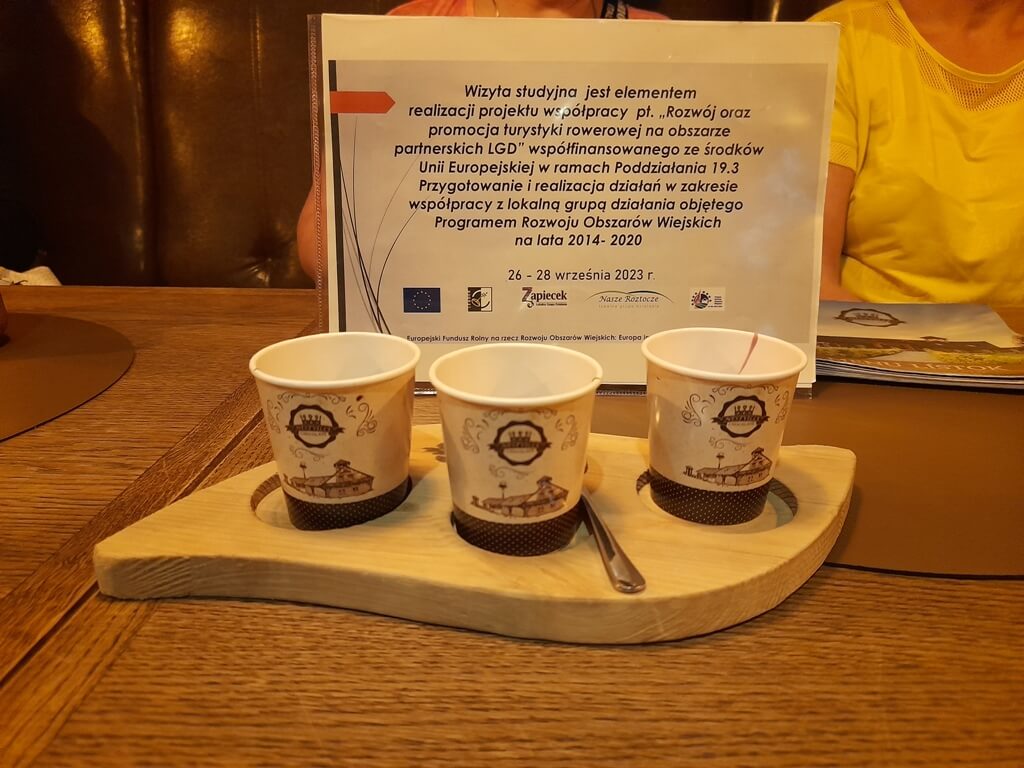 Wizyta studyjna jest elementem
realizacji projektu współpracy pt. „Rozwój oraz
promocja turystyki rowerowej na obszarze
partnerskich LGD" współfinansowanego ze środków
Unii Europejskiej w ramach Poddziałania 19.3
Przygotowanie i realizacja działań w zakresie
współpracy z lokalną grupą działania objętego
Programem Rozwoju Obszarów Wiejskich
na lata 2014- 2020
26 - 28 września 2023 r.
Zapiecek
Nasze Roztocze
Europejski Fundusz Rolny na rzecz Rozwoju Obszarów Wiejskich: Europa